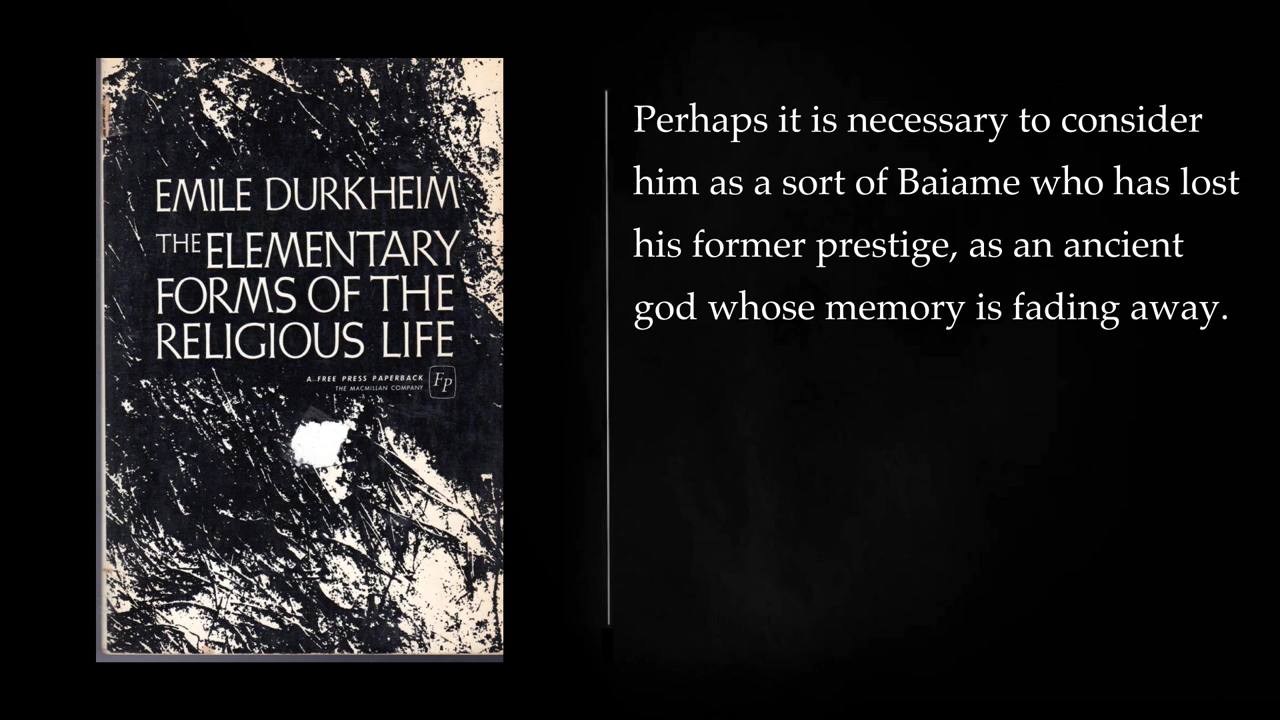 EMILE DURKHEIM
THE ELEMENTARY
FORMS OF THE
RELIGIOUS LIFE
A FREE PRESS PAPERBACK
THE MACMILLAN COMPANY
FP
Perhaps it is necessary to consider
him as a sort of Baiame who has lost
his former prestige, as an ancient
god whose memory is fading away.